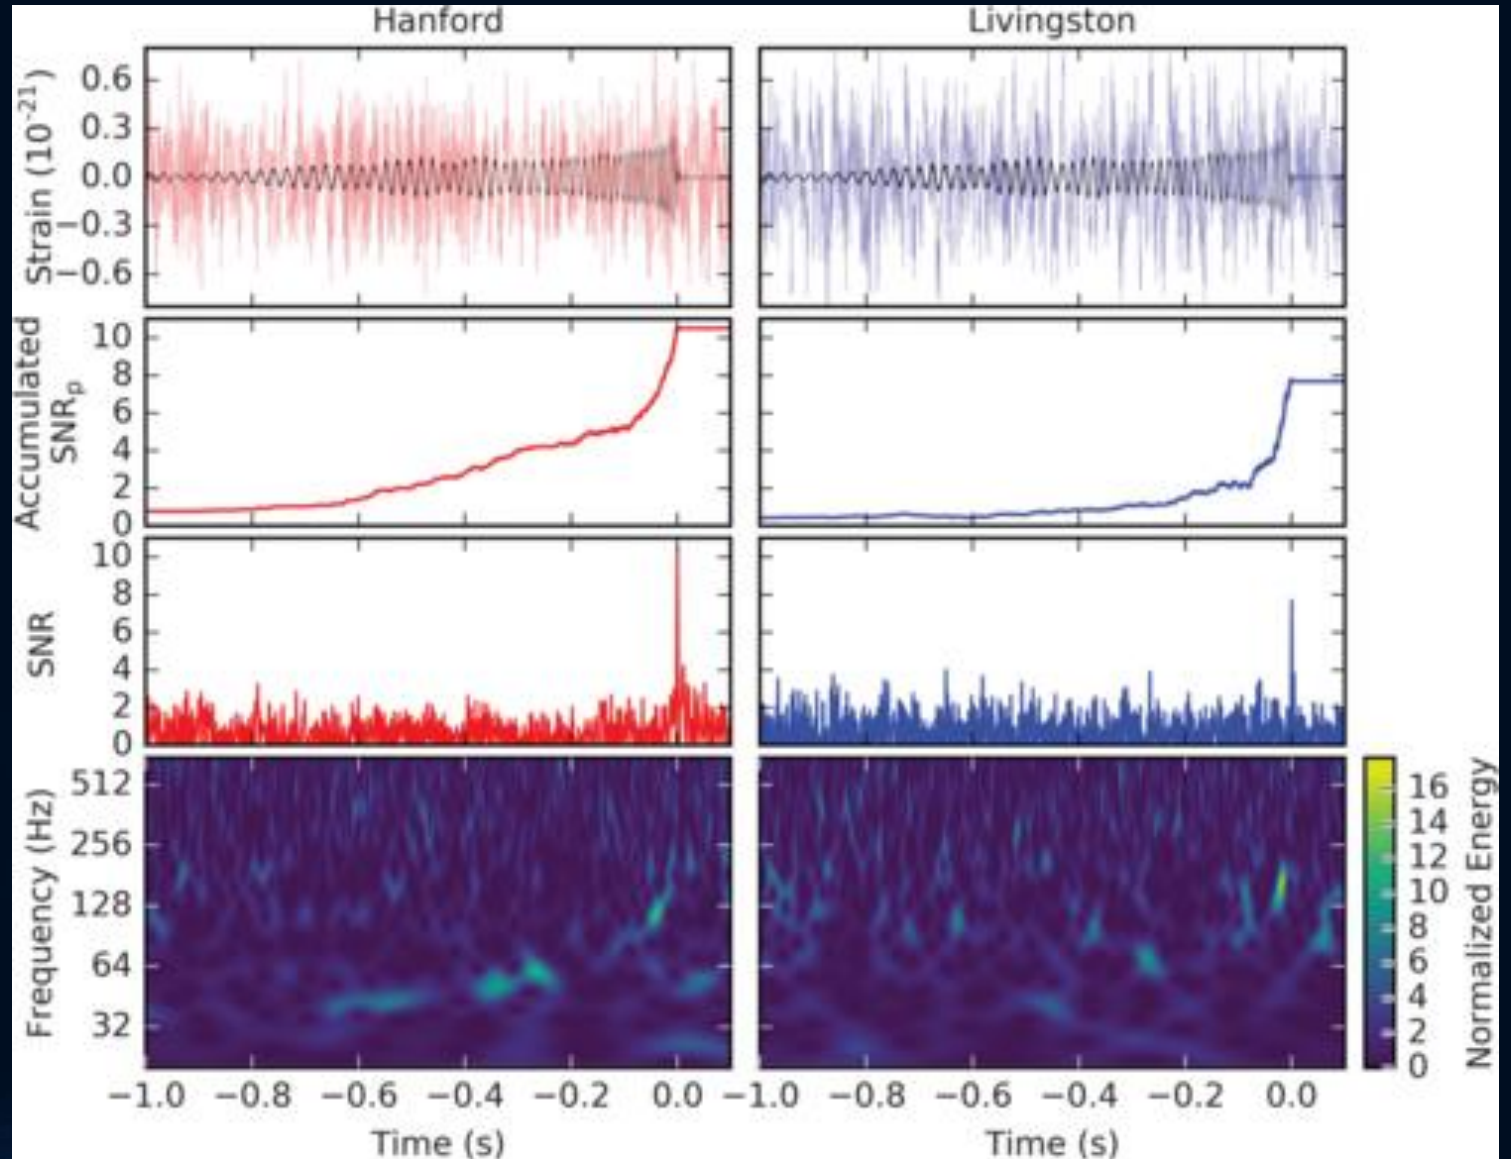 Hanford
Livingston
Strain (10⁻²¹)
0.6
0.3
0.0
−0.3
−0.6
Accumulated
SNRₚ
10
8
6
4
2
0
SNR
10
8
6
4
2
0
Frequency (Hz)
512
256
128
64
32
16
14
12
10
8
6
4
2
0
Normalized Energy
−1.0 −0.8 −0.6 −0.4 −0.2 0.0
−1.0 −0.8 −0.6 −0.4 −0.2 0.0
Time (s)
Time (s)